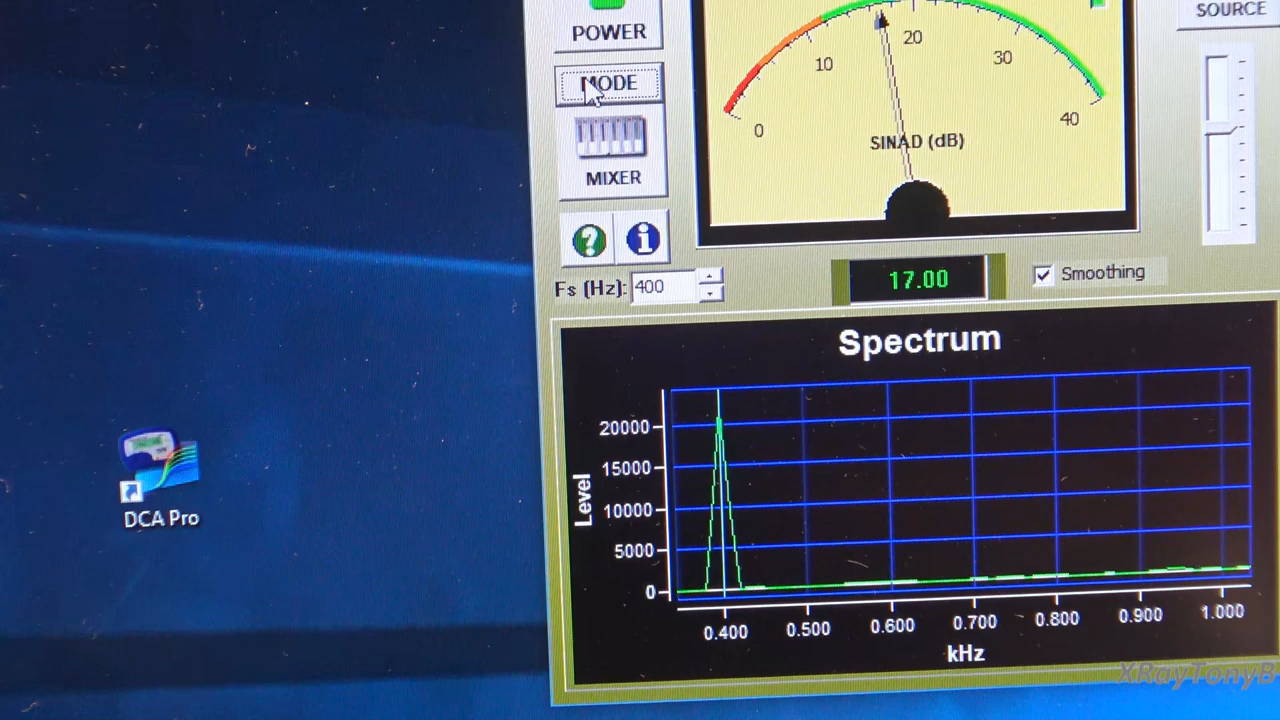 POWER
SOURCE
MODE
0
10
20
30
40
SINAD (dB)
MIXER
?
i
Fs (Hz): 400
17.00
Smoothing
Spectrum
20000
15000
10000
5000
0
Level
0.400 0.500 0.600 0.700 0.800 0.900 1.000
kHz
DCA Pro
XRayTonyB